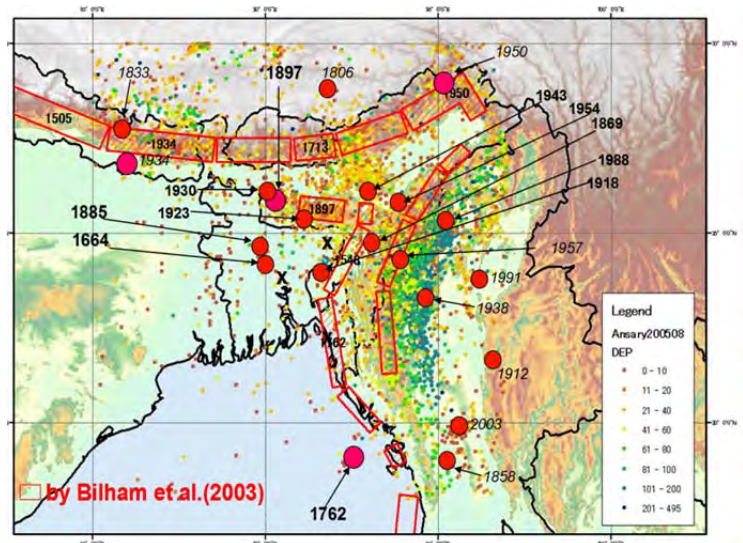 1950
1833
1897
1806
1950
1943
1505
1954
1934
1713
1869
1934
1988
1930
1918
1897
1923
1885
X
1664
1548
1957
X
1991
1938
Legend
Ansary200508
DEP
1912
0 - 10
11 - 20
21 - 40
41 - 60
61 - 80
81 - 100
101 - 200
201 - 495
2003
1858
by Bilham et.al.(2003)
1762